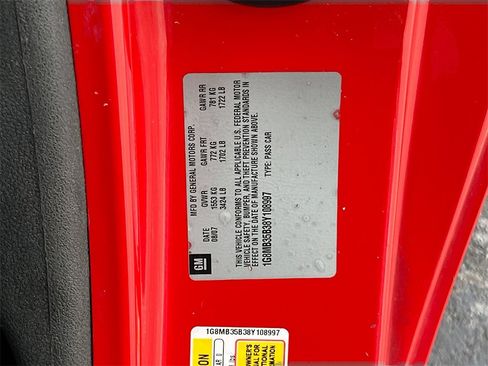 GM
MFD BY GENERAL MOTORS CORP.
DATE GVWR GAWR FRT GAWR RR
08/07 1553 KG 772 KG 781 KG
3424 LB 1702 LB 1722 LB
THIS VEHICLE CONFORMS TO ALL APPLICABLE U.S. FEDERAL MOTOR
VEHICLE SAFETY, BUMPER, AND THEFT PREVENTION STANDARDS IN
EFFECT ON THE DATE OF MANUFACTURE SHOWN ABOVE.
1G8MB35B38Y108997 TYPE: PASS CAR
1G8MB35B38Y108997
OWNER'S